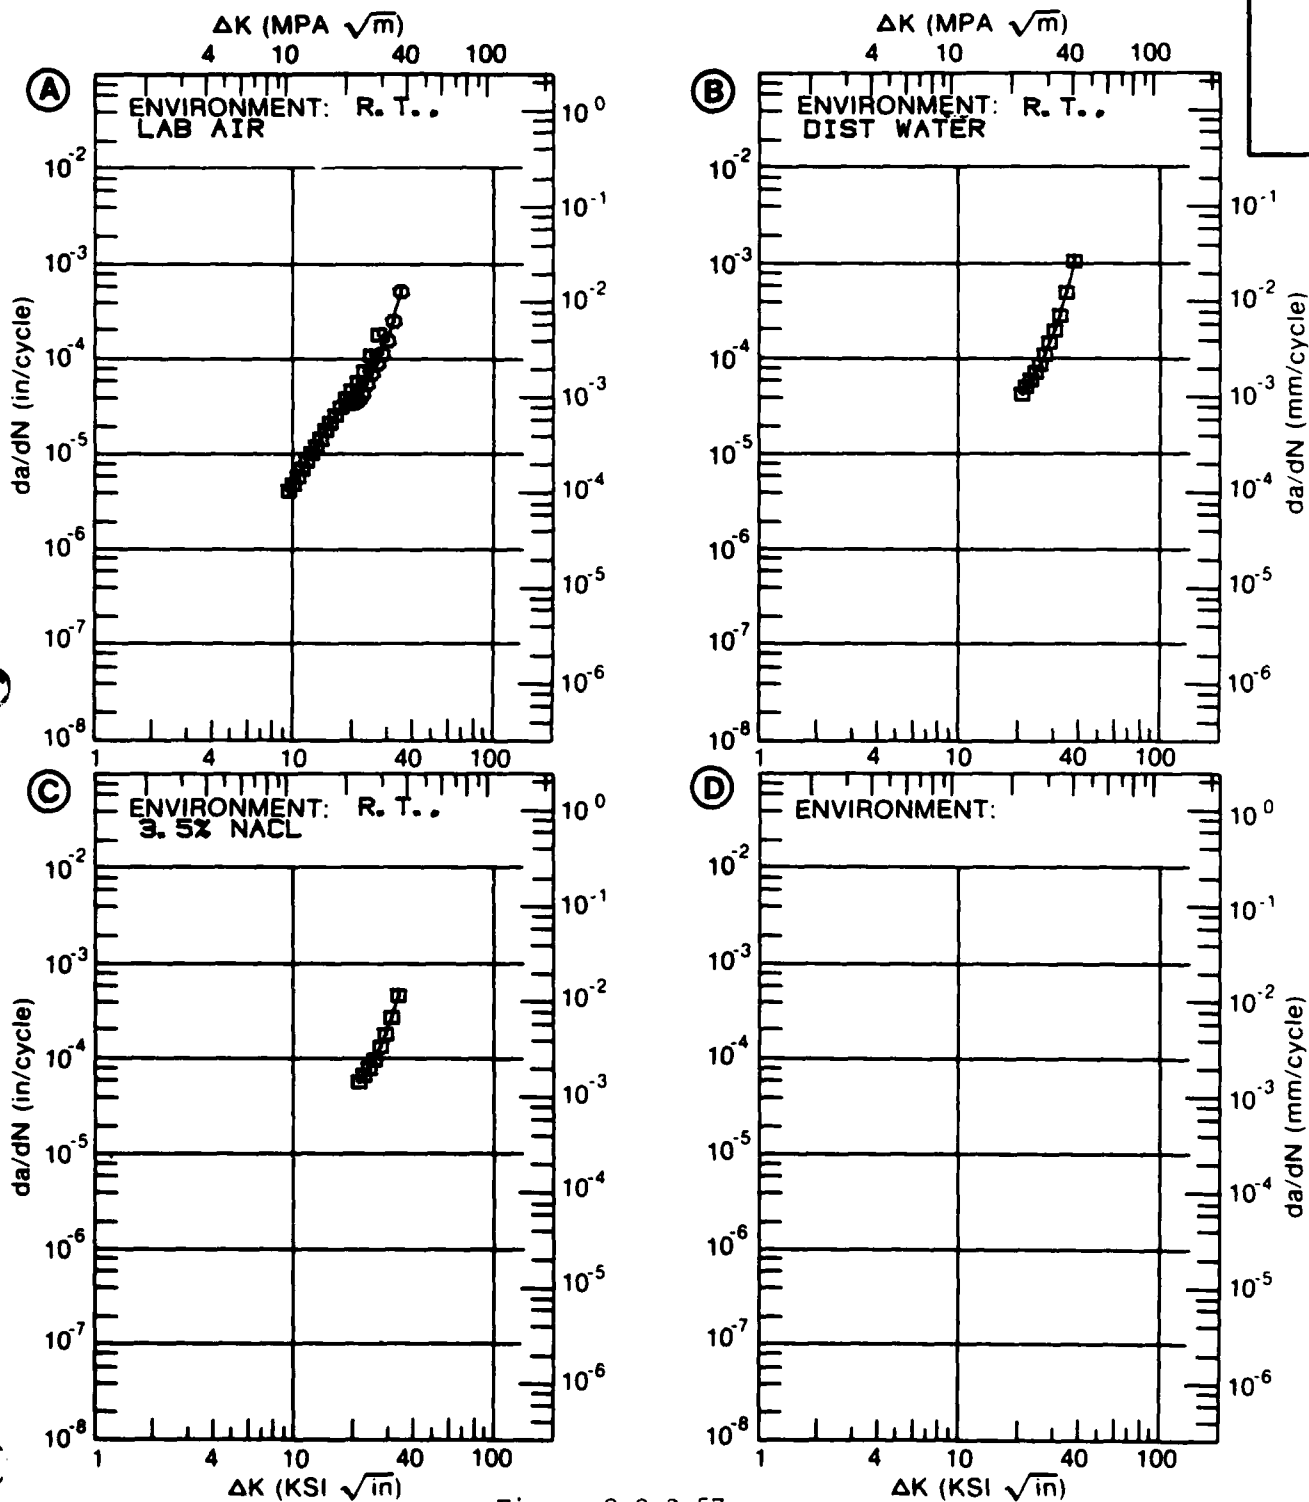 ΔK (MPA √m)
4 10 40 100
ΔK (MPA √m)
4 10 40 100
A
ENVIRONMENT: R. T.,
LAB AIR
10⁻²
10⁻³
10⁻⁴
10⁻⁵
10⁻⁶
10⁻⁷
10⁻⁸
da/dN (in/cycle)
10⁰
10⁻¹
10⁻²
10⁻³
10⁻⁴
10⁻⁵
10⁻⁶
1 4 10 40 100
B
ENVIRONMENT: R. T.,
DIST WATER
10⁻²
10⁻³
10⁻⁴
10⁻⁵
10⁻⁶
10⁻⁷
10⁻⁸
10⁻¹
10⁻²
10⁻³
10⁻⁴
10⁻⁵
10⁻⁶
da/dN (mm/cycle)
1 4 10 40 100
C
ENVIRONMENT: R. T.,
3. 5% NACL
10⁻²
10⁻³
10⁻⁴
10⁻⁵
10⁻⁶
10⁻⁷
10⁻⁸
da/dN (in/cycle)
10⁰
10⁻¹
10⁻²
10⁻³
10⁻⁴
10⁻⁵
10⁻⁶
1 4 10 40 100
ΔK (KSI √in)
D
ENVIRONMENT:
10⁻²
10⁻³
10⁻⁴
10⁻⁵
10⁻⁶
10⁻⁷
10⁻⁸
10⁰
10⁻¹
10⁻²
10⁻³
10⁻⁴
10⁻⁵
10⁻⁶
da/dN (mm/cycle)
1 4 10 40 100
ΔK (KSI √in)